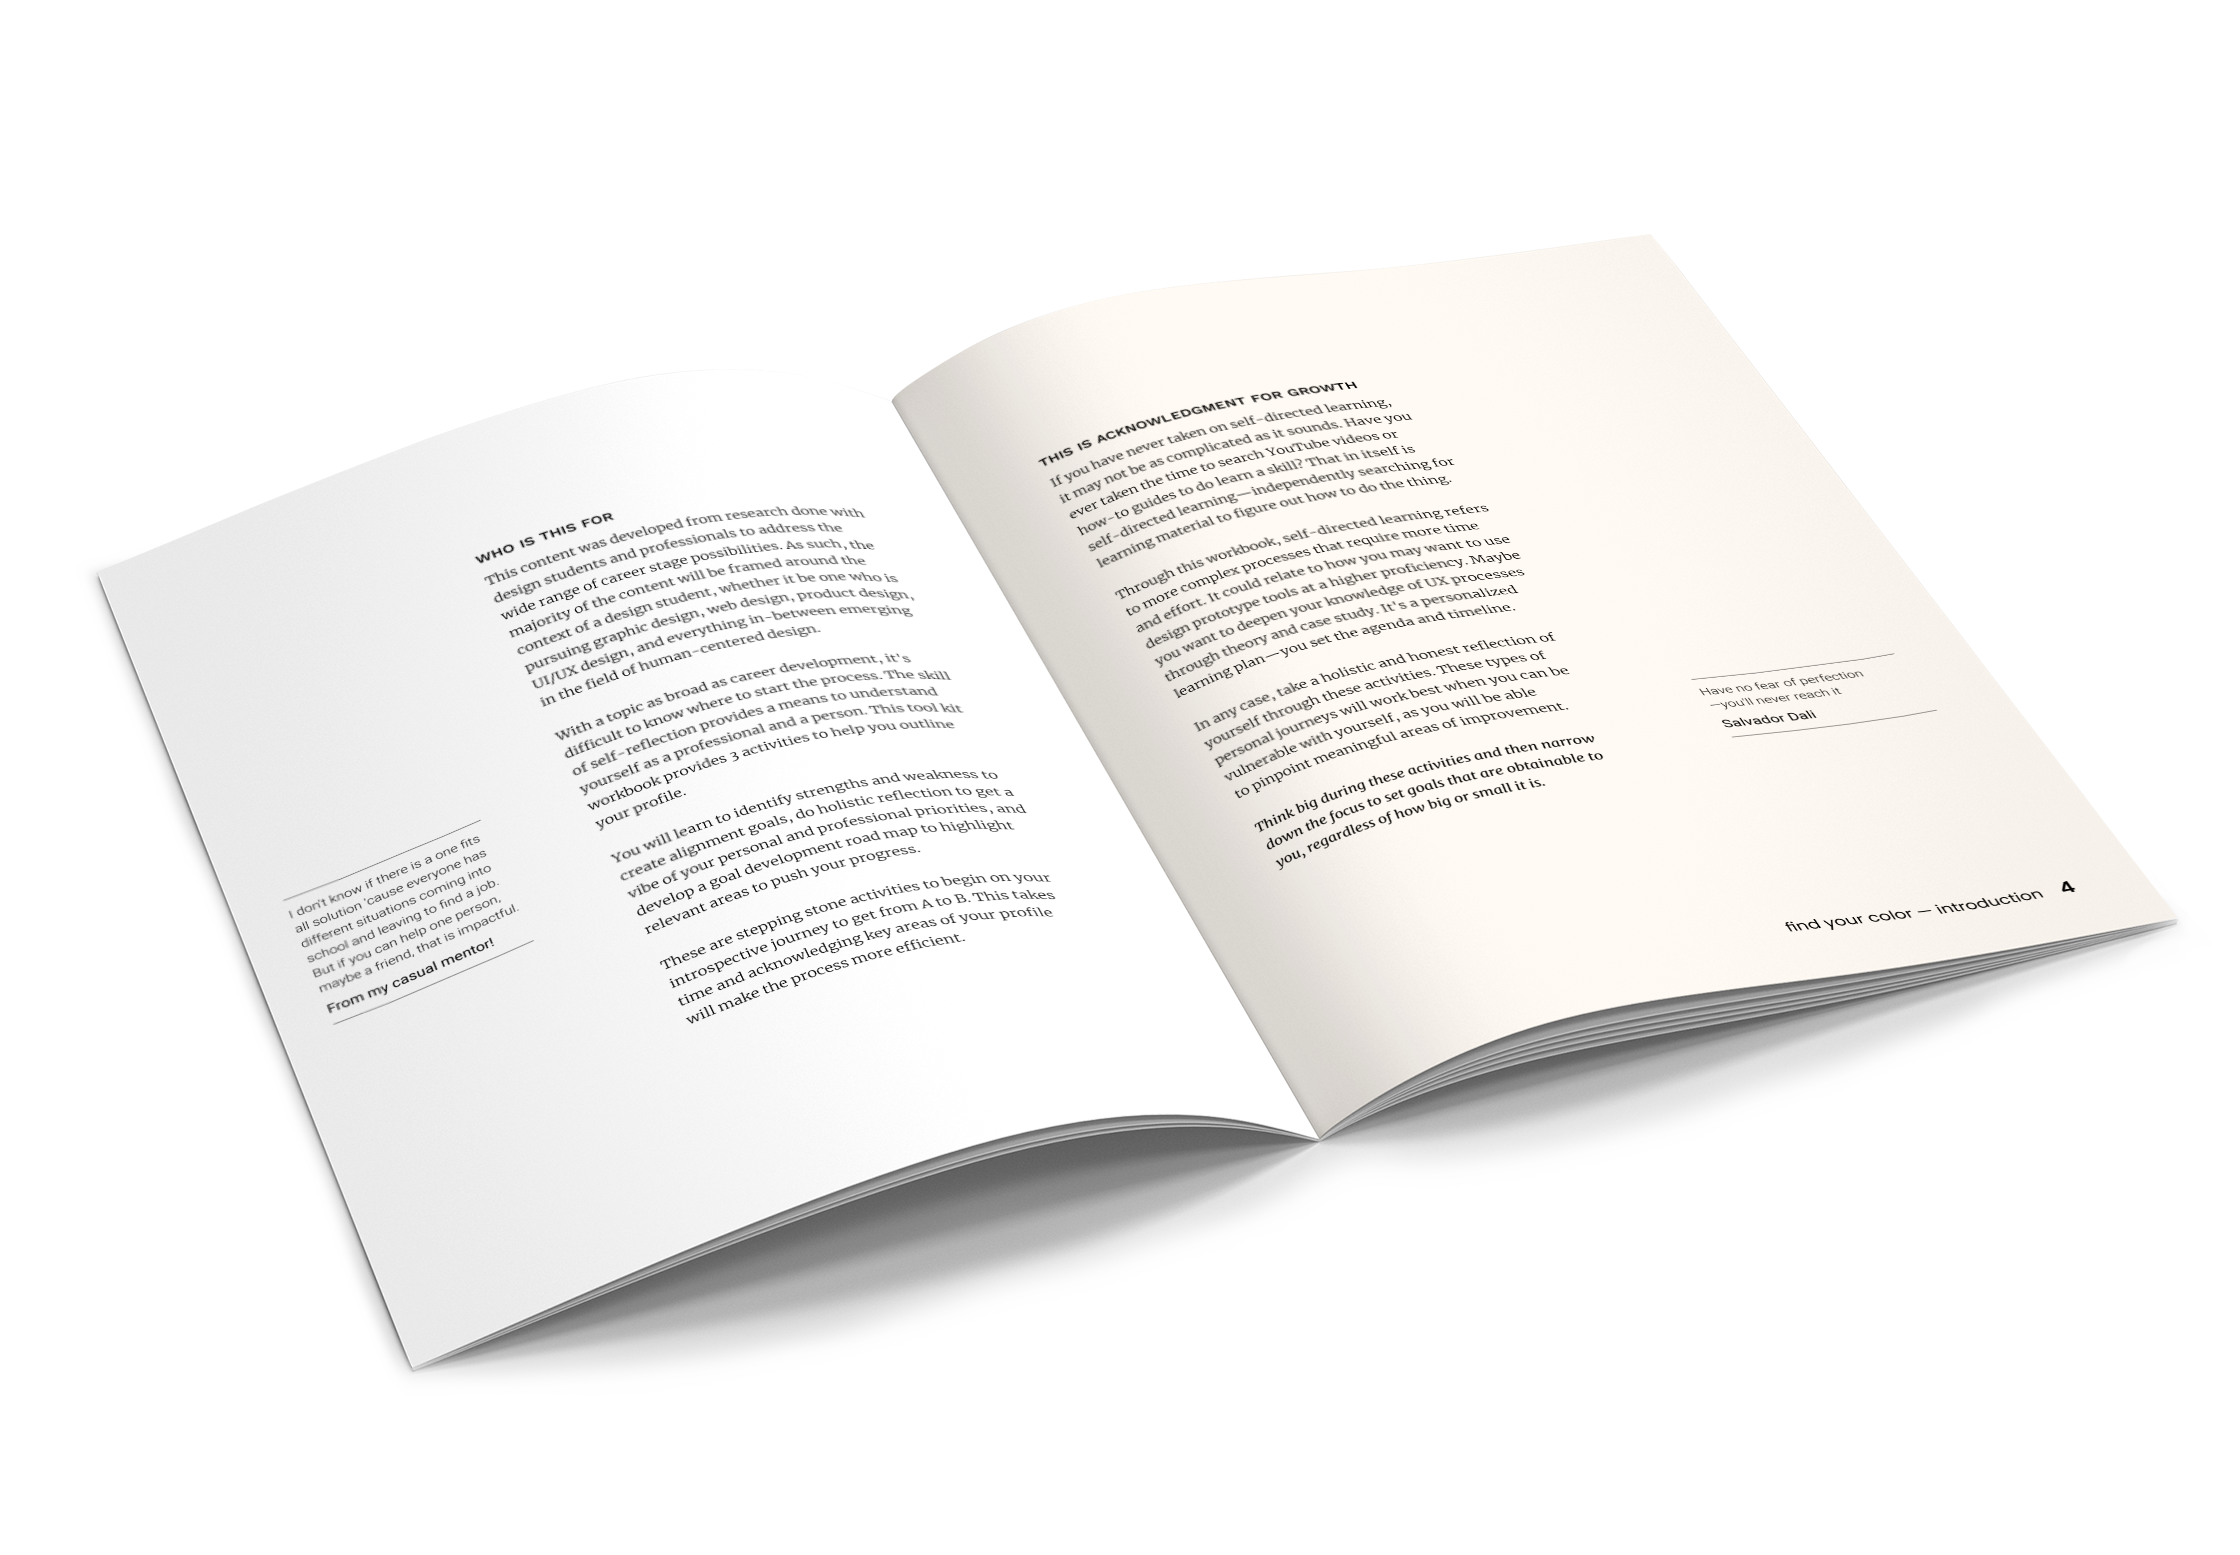 WHO IS THIS FOR
This content was developed from research done with
design students and professionals to address the
wide range of career stage possibilities. As such, the
majority of the content will be framed around the
context of a design student, whether it be one who is
pursuing graphic design, web design, product design,
UI/UX design, and everything in-between emerging
in the field of human-centered design.
With a topic as broad as career development, it's
difficult to know where to start the process. The skill
of self-reflection provides a means to understand
yourself as a professional and a person. This tool kit
workbook provides 3 activities to help you outline
your profile.
You will learn to identify strengths and weakness to
create alignment goals, do holistic reflection to get a
vibe of your personal and professional priorities, and
develop a goal development road map to highlight
relevant areas to push your progress.
These are stepping stone activities to begin on your
introspective journey to get from A to B. This takes
time and acknowledging key areas of your profile
will make the process more efficient.
I don't know if there is a one fits
all solution 'cause everyone has
different situations coming into
school and leaving to find a job.
But if you can help one person,
maybe a friend, that is impactful.
From my casual mentor!
THIS IS ACKNOWLEDGMENT FOR GROWTH
If you have never taken on self-directed learning,
it may not be as complicated as it sounds. Have you
ever taken the time to search YouTube videos or
how-to guides to do learn a skill? That in itself is
self-directed learning—independently searching for
learning material to figure out how to do the thing.
Through this workbook, self-directed learning refers
to more complex processes that require more time
and effort. It could relate to how you may want to use
design prototype tools at a higher proficiency. Maybe
you want to deepen your knowledge of UX processes
through theory and case study. It's a personalized
learning plan—you set the agenda and timeline.
In any case, take a holistic and honest reflection of
yourself through these activities. These types of
personal journeys will work best when you can be
vulnerable with yourself, as you will be able
to pinpoint meaningful areas of improvement.
Think big during these activities and then narrow
down the focus to set goals that are obtainable to
you, regardless of how big or small it is.
Have no fear of perfection
—you'll never reach it
Salvador Dali
find your color — introduction 4